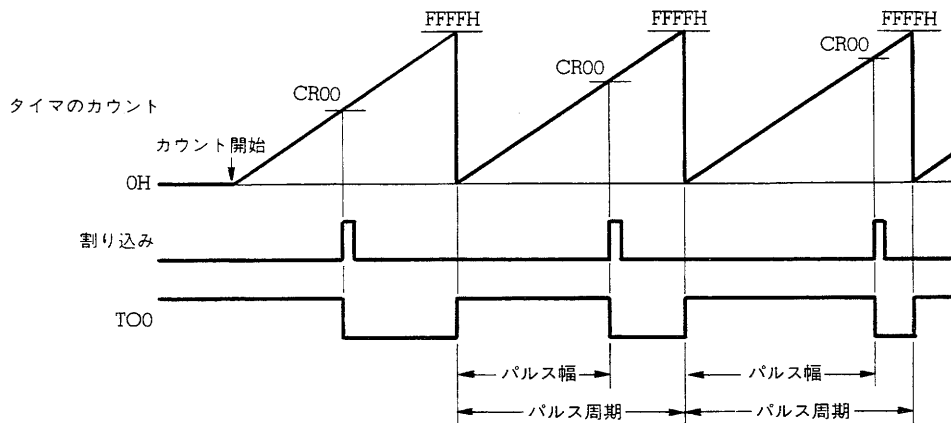 FFFFH FFFFH FFFFH
CR00 CR00 CR00
タイマのカウント
カウント開始
0H
割り込み
TO0
パルス幅 パルス幅
パルス周期 パルス周期